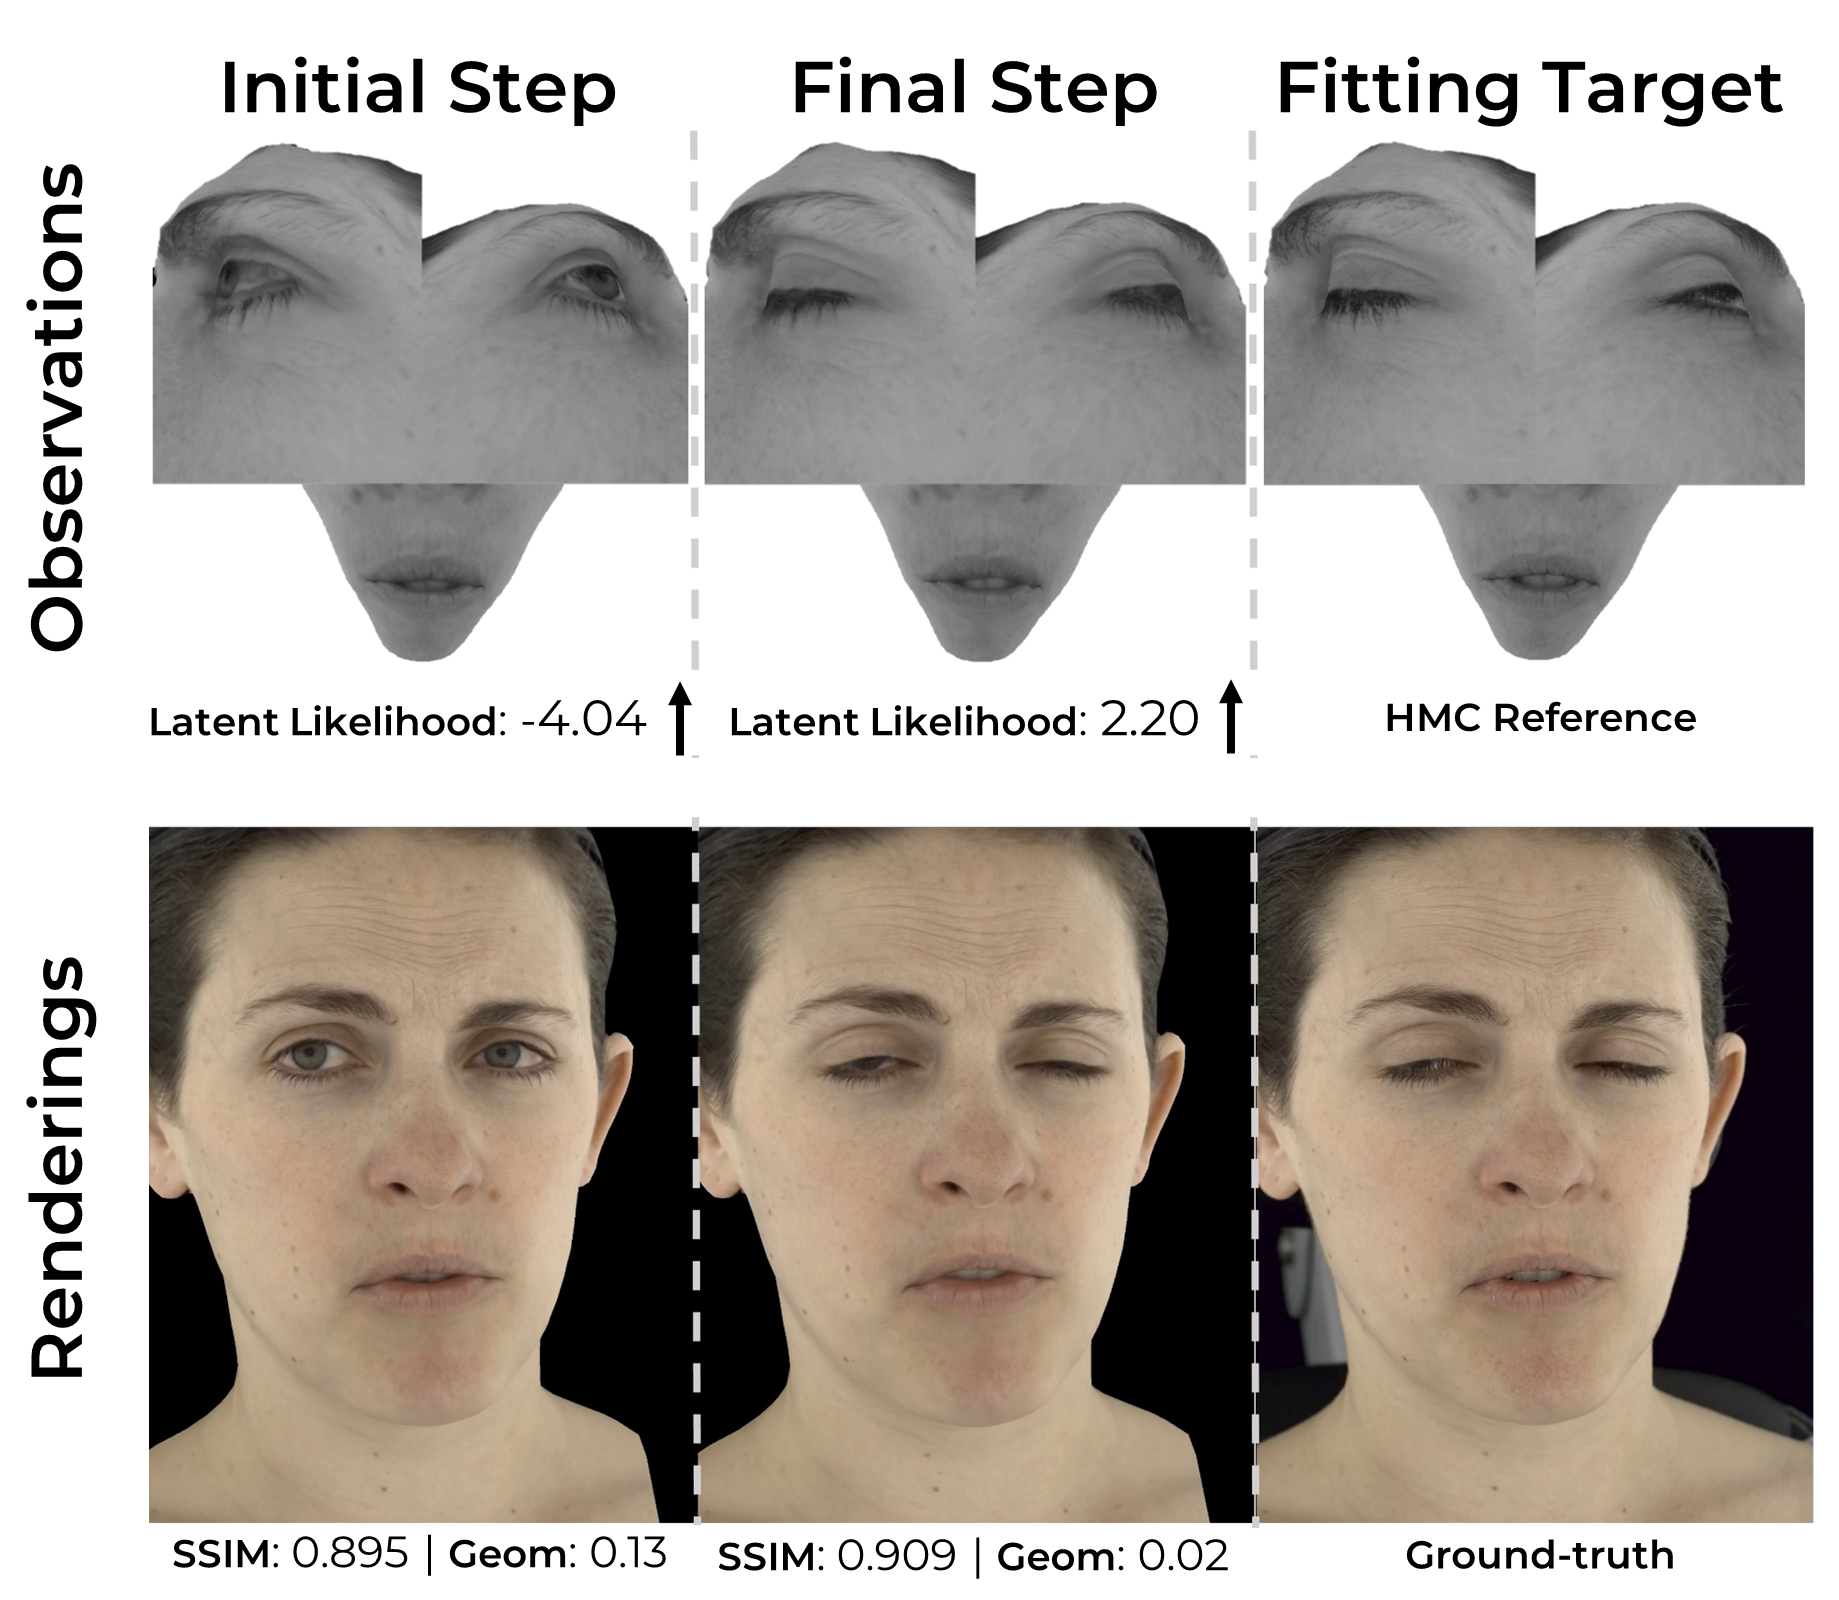 Initial Step
Final Step
Fitting Target
Observations
Latent Likelihood: -4.04
Latent Likelihood: 2.20
HMC Reference
Renderings
SSIM: 0.895 | Geom: 0.13
SSIM: 0.909 | Geom: 0.02
Ground-truth